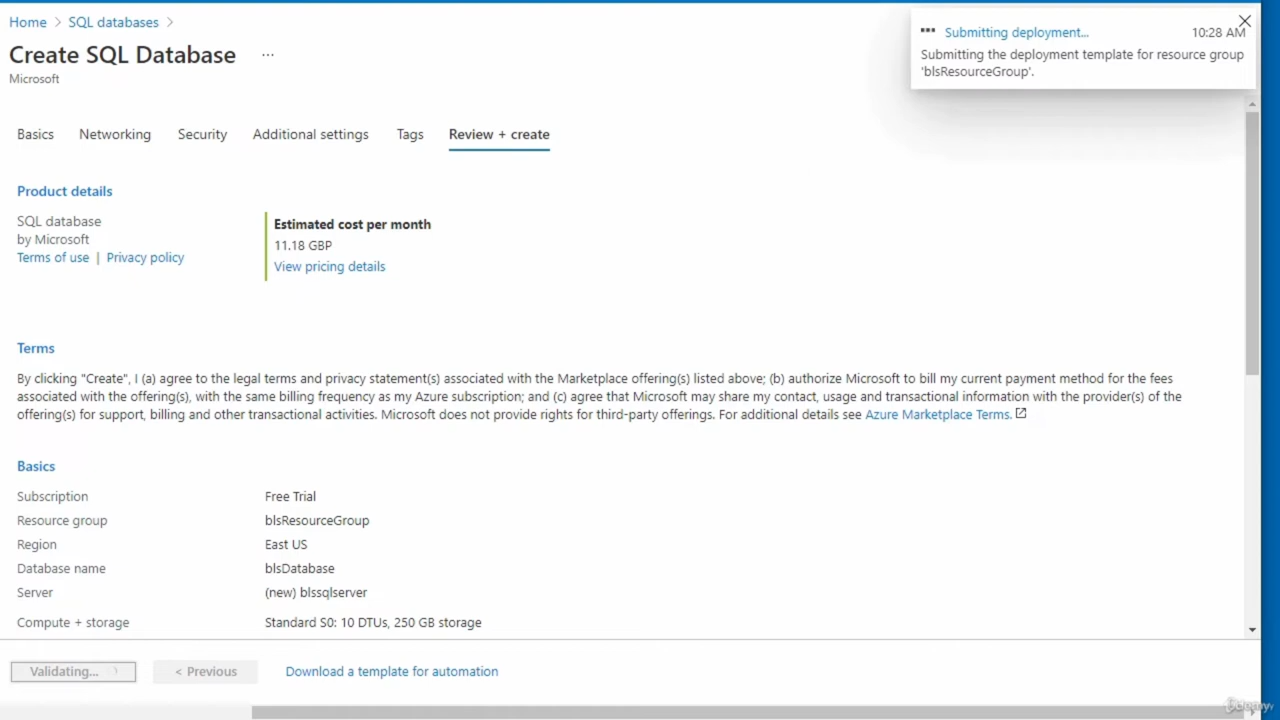 Home > SQL databases >
Create SQL Database ...
Microsoft
Submitting deployment... 10:28 AM
Submitting the deployment template for resource group
'blsResourceGroup'.
Basics Networking Security Additional settings Tags Review + create
Product details
SQL database
by Microsoft
Terms of use | Privacy policy
Estimated cost per month
11.18 GBP
View pricing details
Terms
By clicking "Create", I (a) agree to the legal terms and privacy statement(s) associated with the Marketplace offering(s) listed above; (b) authorize Microsoft to bill my current payment method for the fees
associated with the offering(s), with the same billing frequency as my Azure subscription; and (c) agree that Microsoft may share my contact, usage and transactional information with the provider(s) of the
offering(s) for support, billing and other transactional activities. Microsoft does not provide rights for third-party offerings. For additional details see Azure Marketplace Terms.
Basics
Subscription Free Trial
Resource group blsResourceGroup
Region East US
Database name blsDatabase
Server (new) blssqlserver
Compute + storage Standard S0: 10 DTUs, 250 GB storage
Validating... < Previous Download a template for automation
Udemy